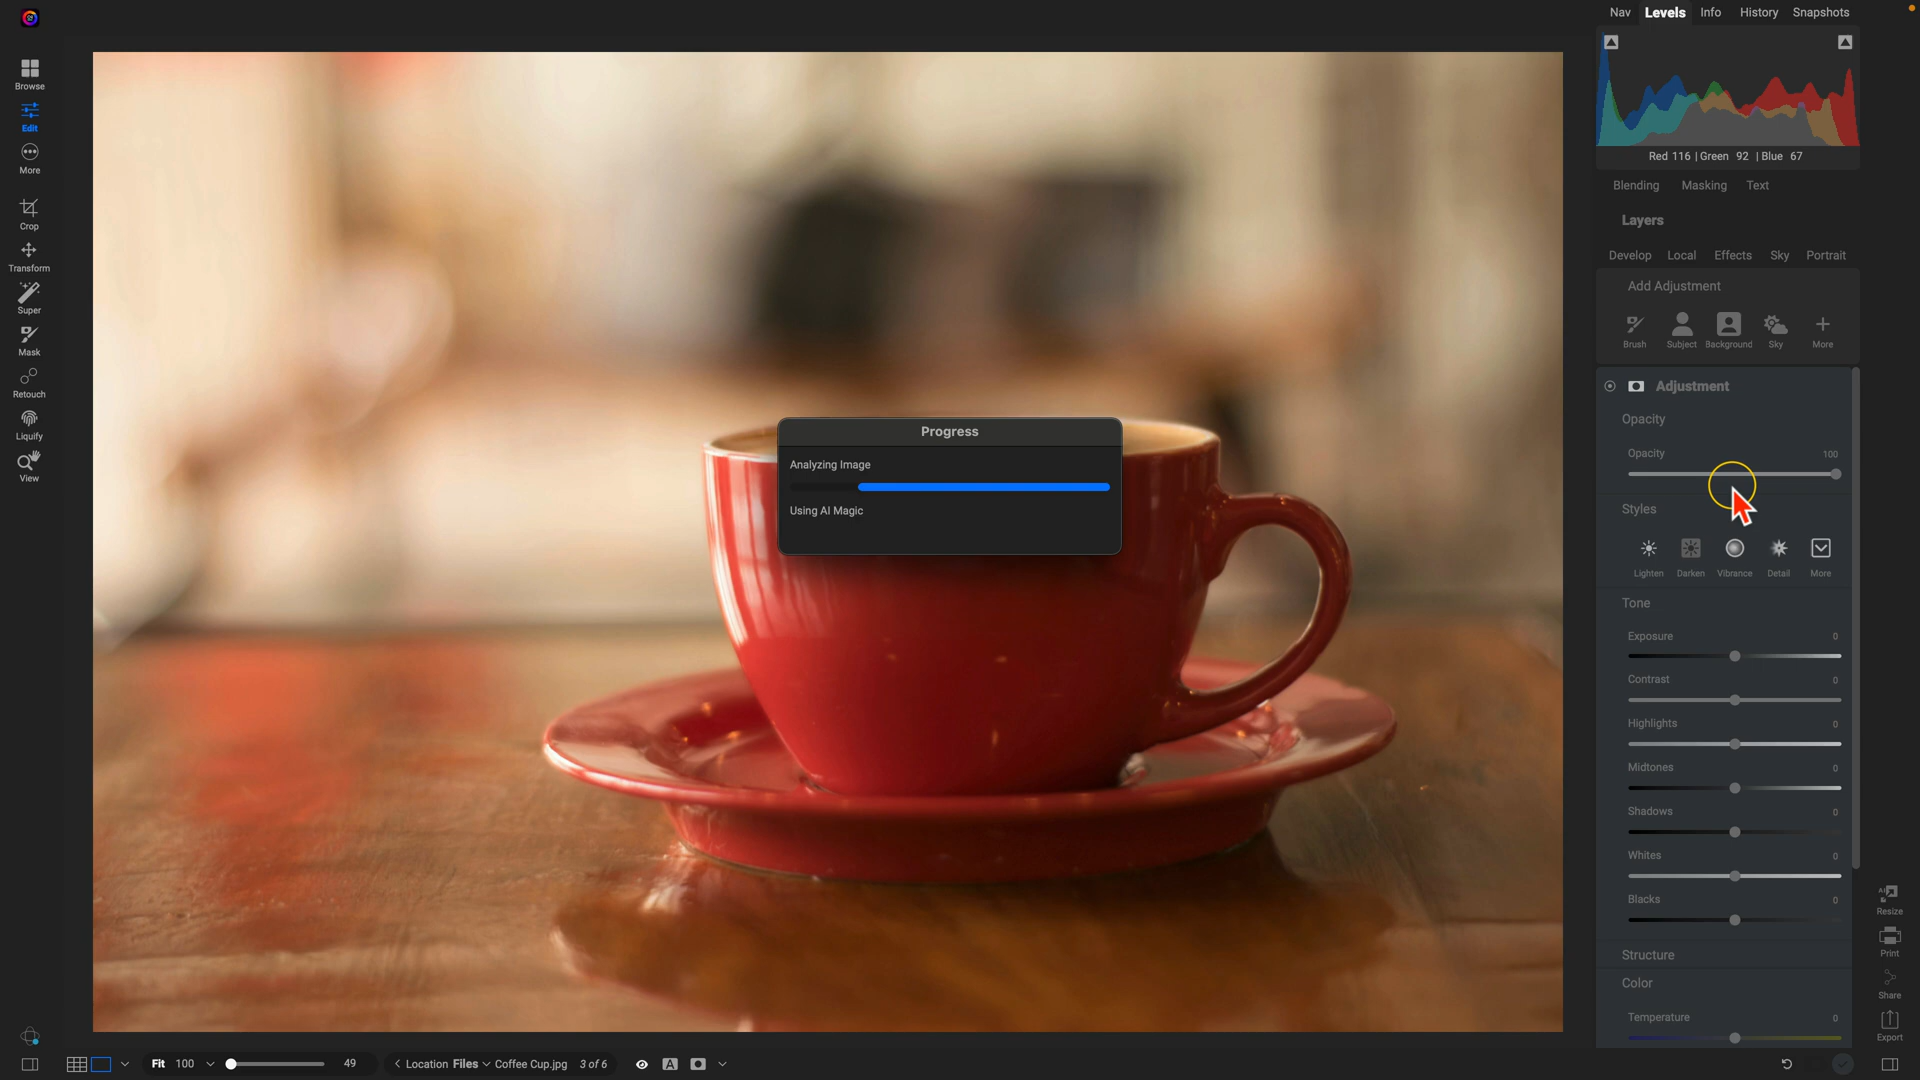 Nav Levels Info History Snapshots
Red 116 | Green 92 | Blue 67
Blending Masking Text
Layers
Develop Local Effects Sky Portrait
Add Adjustment
Brush Subject Background Sky More
Adjustment
Opacity
Opacity 100
Styles
Lighten Darken Vibrance Detail More
Tone
Exposure 0
Contrast 0
Highlights 0
Midtones 0
Shadows 0
Whites 0
Blacks 0
Structure
Color
Temperature 0
Browse
Edit
More
Crop
Transform
Super
Mask
Retouch
Liquify
View
Progress
Analyzing Image
Using AI Magic
AI
Resize
Print
Share
Export
Fit 100 49 Location Files Coffee Cup.jpg 3 of 6 A